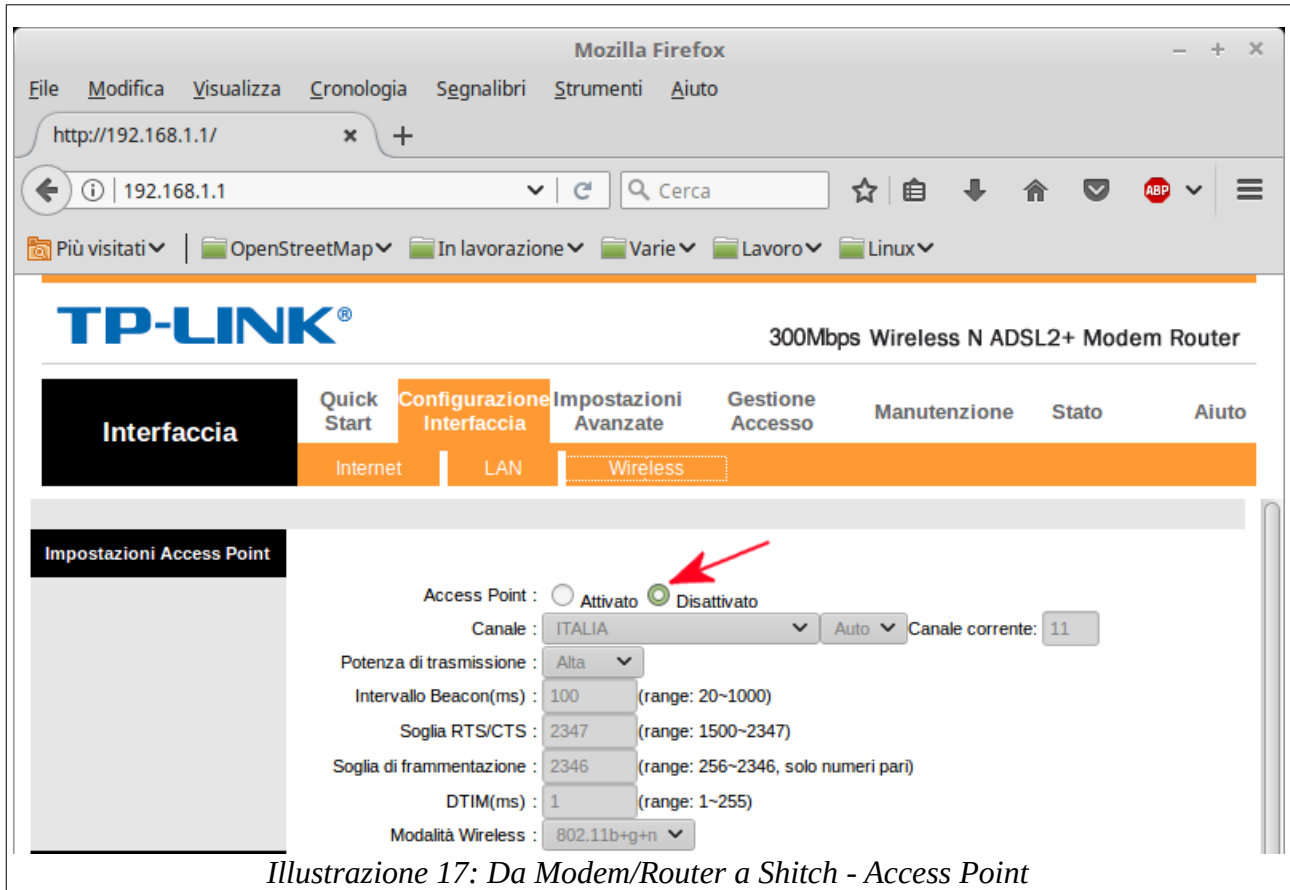 Mozilla Firefox
File Modifica Visualizza Cronologia Segnalibri Strumenti Aiuto
http://192.168.1.1/
192.168.1.1 Cerca ABP
Più visitati OpenStreetMap In lavorazione Varie Lavoro Linux
TP-LINK®
300Mbps Wireless N ADSL2+ Modem Router
Interfaccia
Quick Start Configurazione Interfaccia Impostazioni Avanzate Gestione Accesso Manutenzione Stato Aiuto
Internet LAN Wireless
Impostazioni Access Point
Access Point : Attivato Disattivato
Canale : ITALIA Auto Canale corrente: 11
Potenza di trasmissione : Alta
Intervallo Beacon(ms) : 100 (range: 20~1000)
Soglia RTS/CTS : 2347 (range: 1500~2347)
Soglia di frammentazione : 2346 (range: 256~2346, solo numeri pari)
DTIM(ms) : 1 (range: 1~255)
Modalità Wireless : 802.11b+g+n
Illustrazione 17: Da Modem/Router a Shitch - Access Point